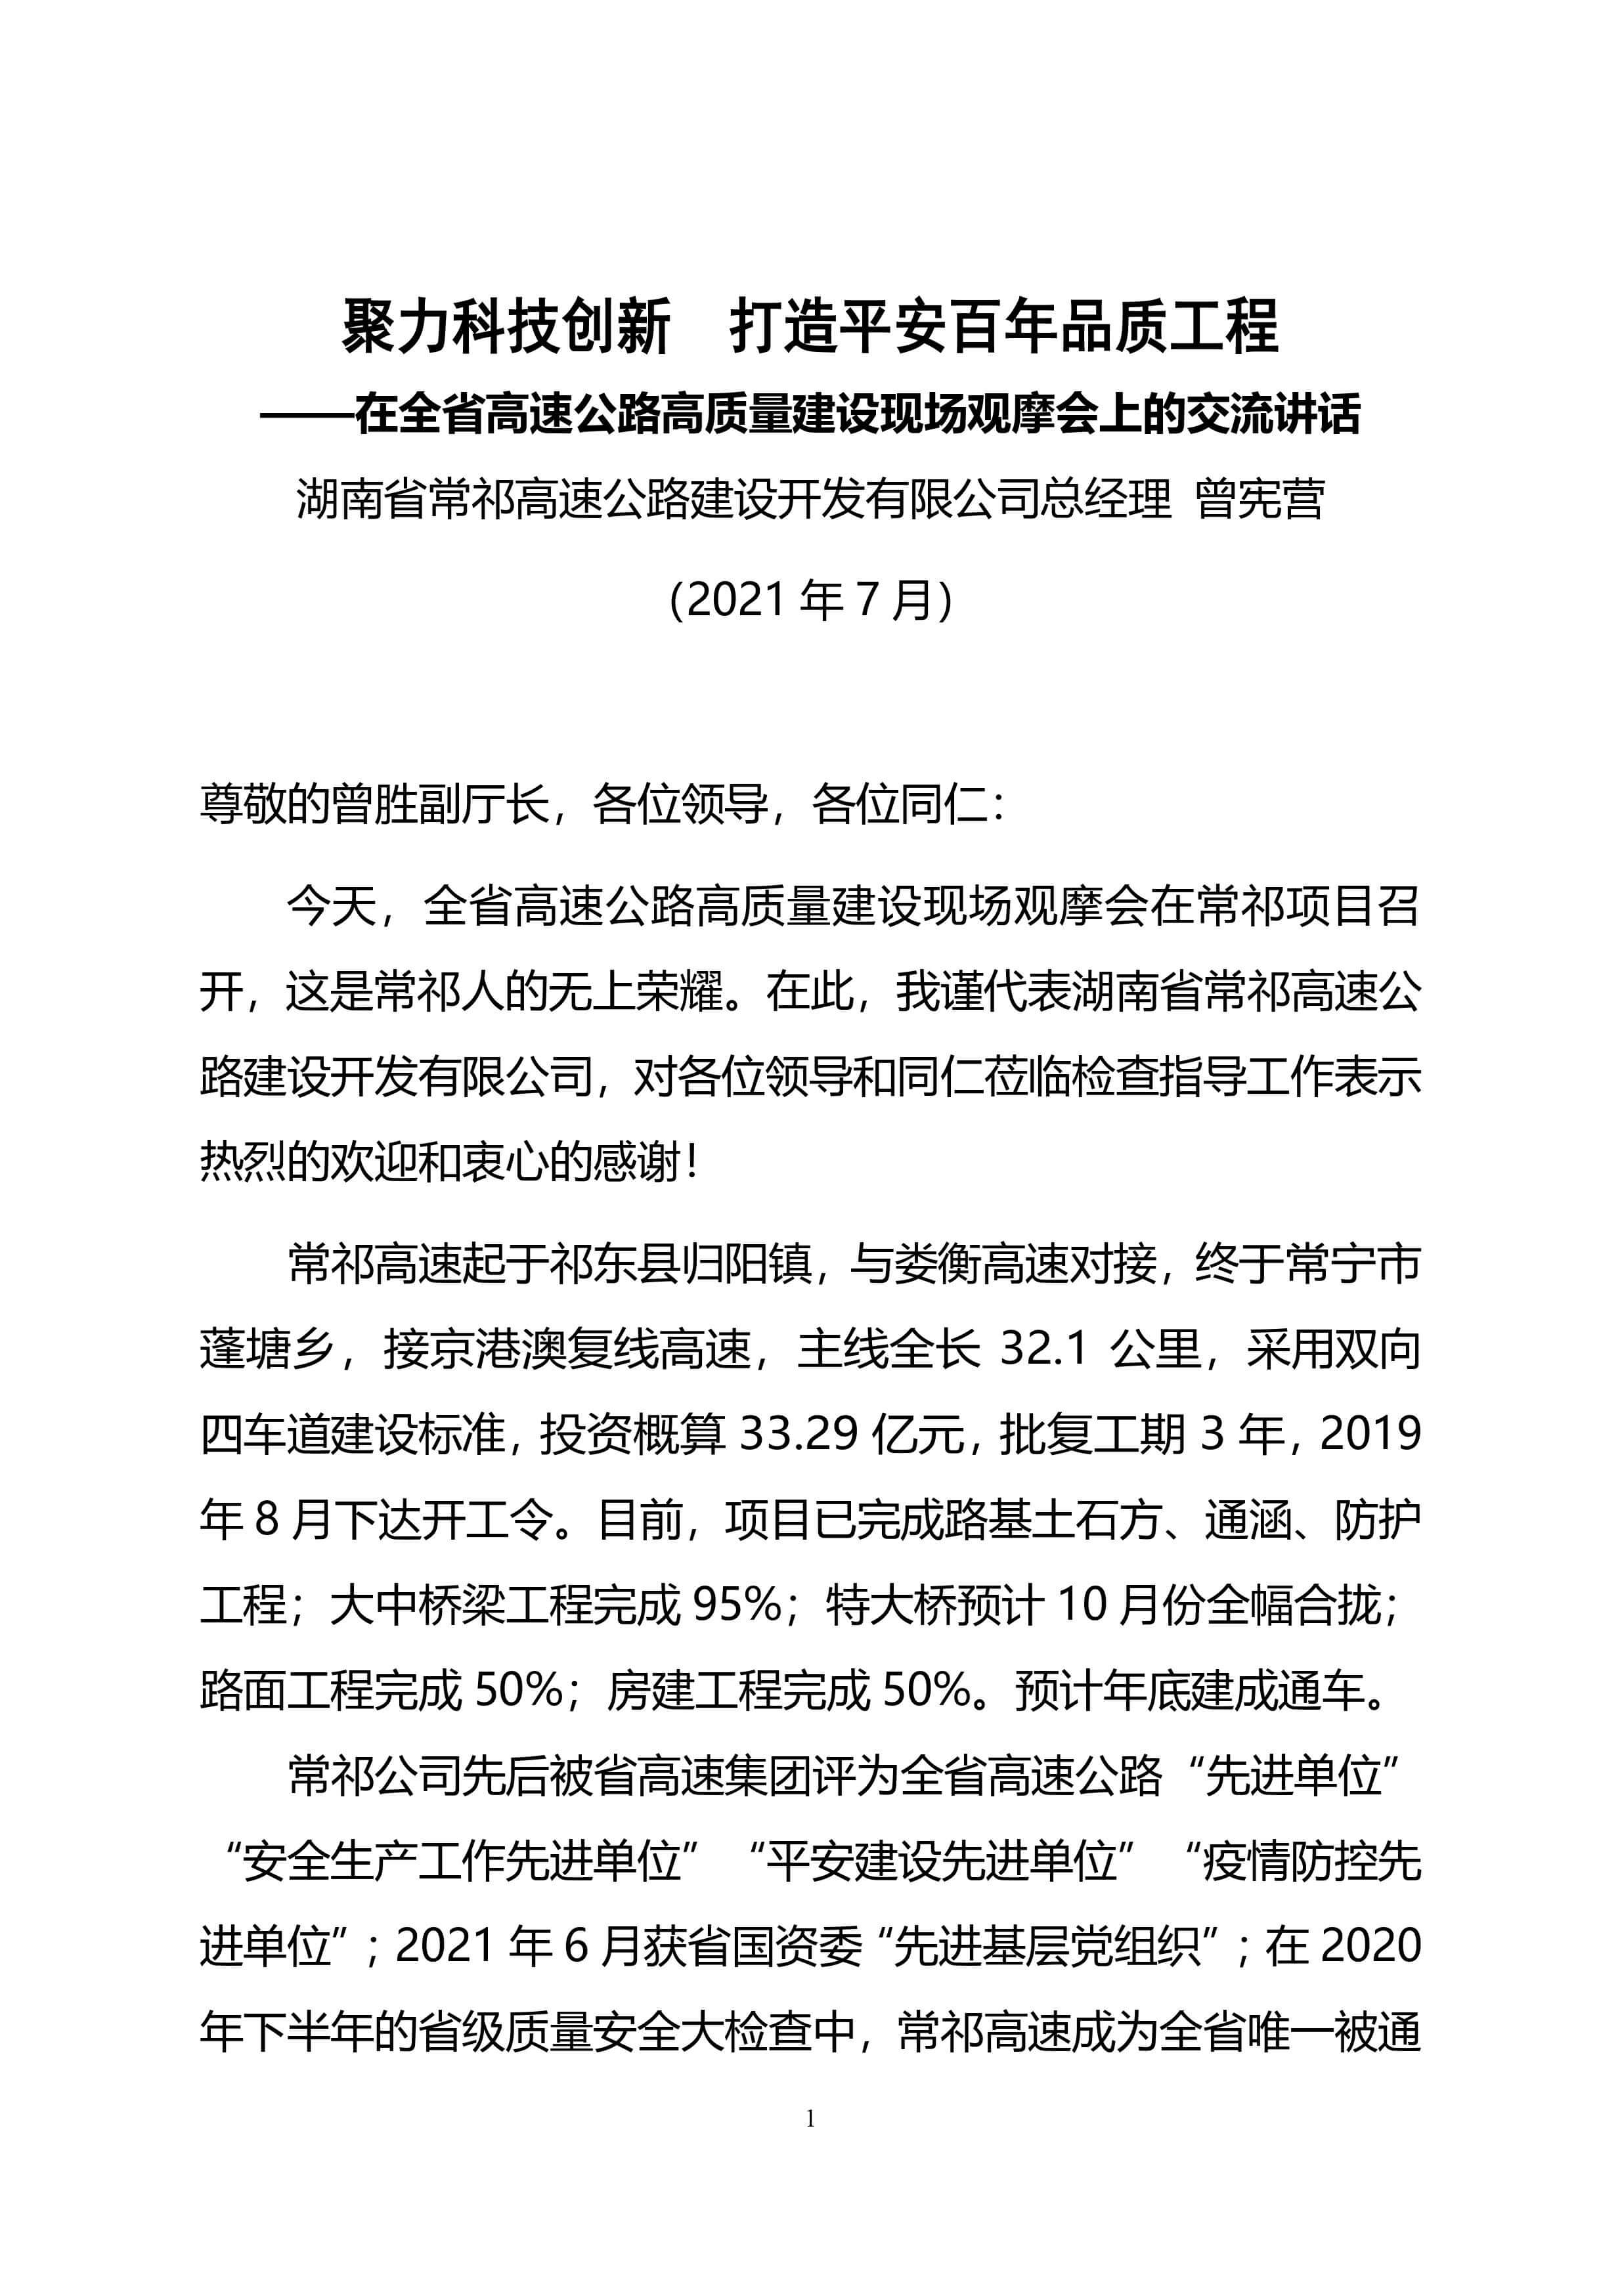 聚力科技创新　打造平安百年品质工程
——在全省高速公路高质量建设现场观摩会上的交流讲话
湖南省常祁高速公路建设开发有限公司总经理 曾宪营
（2021 年 7 月）
尊敬的曾胜副厅长，各位领导，各位同仁：
今天，全省高速公路高质量建设现场观摩会在常祁项目召
开，这是常祁人的无上荣耀。在此，我谨代表湖南省常祁高速公
路建设开发有限公司，对各位领导和同仁莅临检查指导工作表示
热烈的欢迎和衷心的感谢！
常祁高速起于祁东县归阳镇，与娄衡高速对接，终于常宁市
蓬塘乡，接京港澳复线高速，主线全长 32.1 公里，采用双向
四车道建设标准，投资概算 33.29 亿元，批复工期 3 年，2019
年 8 月下达开工令。目前，项目已完成路基土石方、通涵、防护
工程；大中桥梁工程完成 95%；特大桥预计 10 月份全幅合拢；
路面工程完成 50%；房建工程完成 50%。预计年底建成通车。
常祁公司先后被省高速集团评为全省高速公路“先进单位”
“安全生产工作先进单位”“平安建设先进单位”“疫情防控先
进单位”；2021 年 6 月获省国资委“先进基层党组织”；在 2020
年下半年的省级质量安全大检查中，常祁高速成为全省唯一被通
1